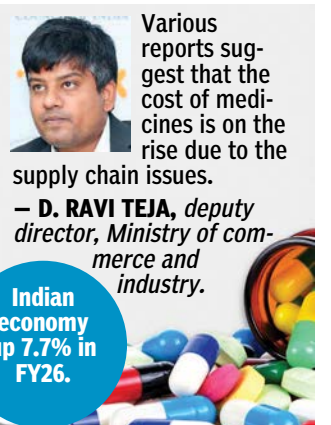 Various
reports sug-
gest that the
cost of medi-
cines is on the
rise due to the
supply chain issues.
— D. RAVI TEJA, deputy
director, Ministry of com-
merce and
industry.
Indian
economy
up 7.7% in
FY26.